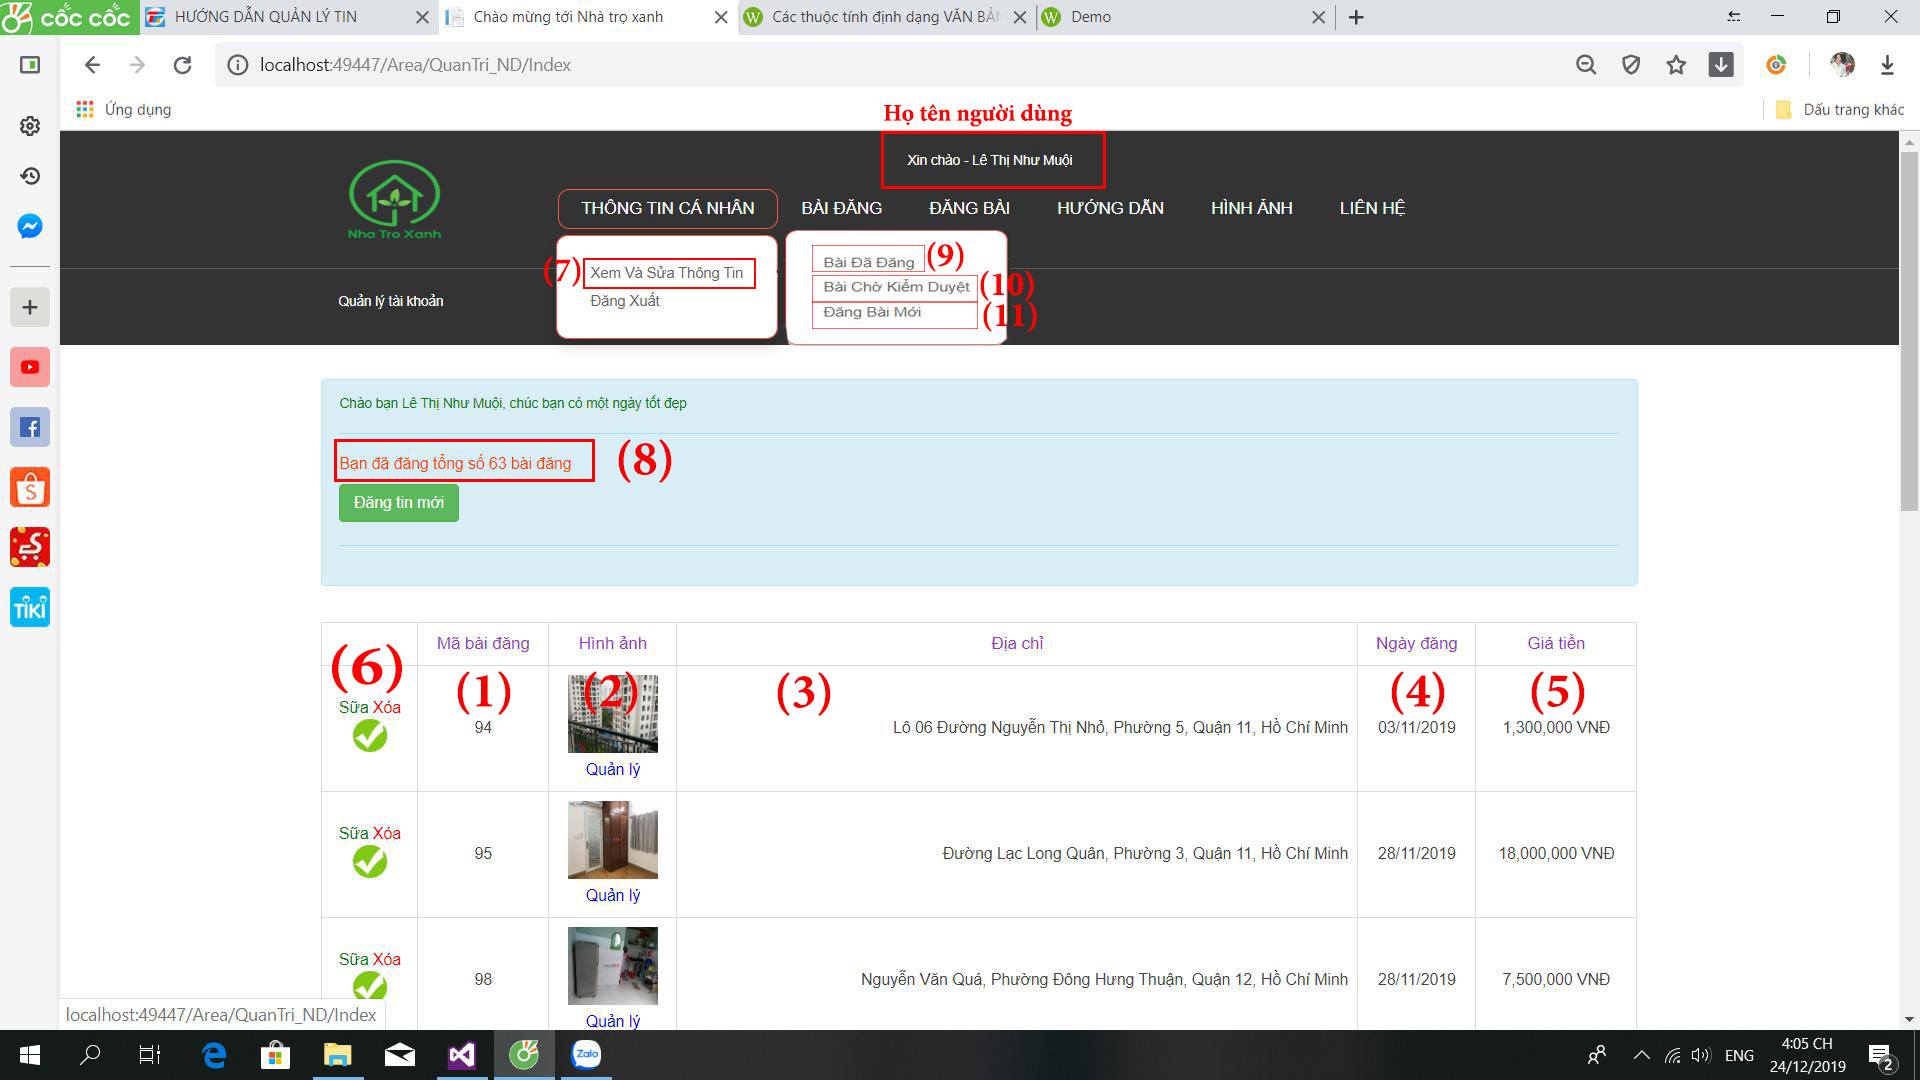 cốc cốc
HƯỚNG DẪN QUẢN LÝ TIN
Chào mừng tới Nhà trọ xanh
Các thuộc tính định dạng VĂN BẢN
Demo
localhost:49447/Area/QuanTri_ND/Index
Ứng dụng
Dấu trang khác
Họ tên người dùng
Xin chào - Lê Thị Như Muội
Nha Tro Xanh
THÔNG TIN CÁ NHÂN
BÀI ĐĂNG
ĐĂNG BÀI
HƯỚNG DẪN
HÌNH ẢNH
LIÊN HỆ
(7) Xem Và Sửa Thông Tin
Đăng Xuất
Bài Đã Đăng (9)
Bài Chờ Kiểm Duyệt (10)
Đăng Bài Mới (11)
Quản lý tài khoản
Chào bạn Lê Thị Như Muội, chúc bạn có một ngày tốt đẹp
Bạn đã đăng tổng số 63 bài đăng (8)
Đăng tin mới
Mã bài đăng Hình ảnh Địa chỉ Ngày đăng Giá tiền
(6) (1) (2) (3) (4) (5)
Sữa Xóa
94
Lô 06 Đường Nguyễn Thị Nhỏ, Phường 5, Quận 11, Hồ Chí Minh
03/11/2019
1,300,000 VNĐ
Quản lý
Sữa Xóa
95
Đường Lạc Long Quân, Phường 3, Quận 11, Hồ Chí Minh
28/11/2019
18,000,000 VNĐ
Quản lý
Sữa Xóa
98
Nguyễn Văn Quá, Phường Đông Hưng Thuận, Quận 12, Hồ Chí Minh
28/11/2019
7,500,000 VNĐ
Quản lý
TIKI
localhost:49447/Area/QuanTri_ND/Index
Zalo
ENG
4:05 CH
24/12/2019
2